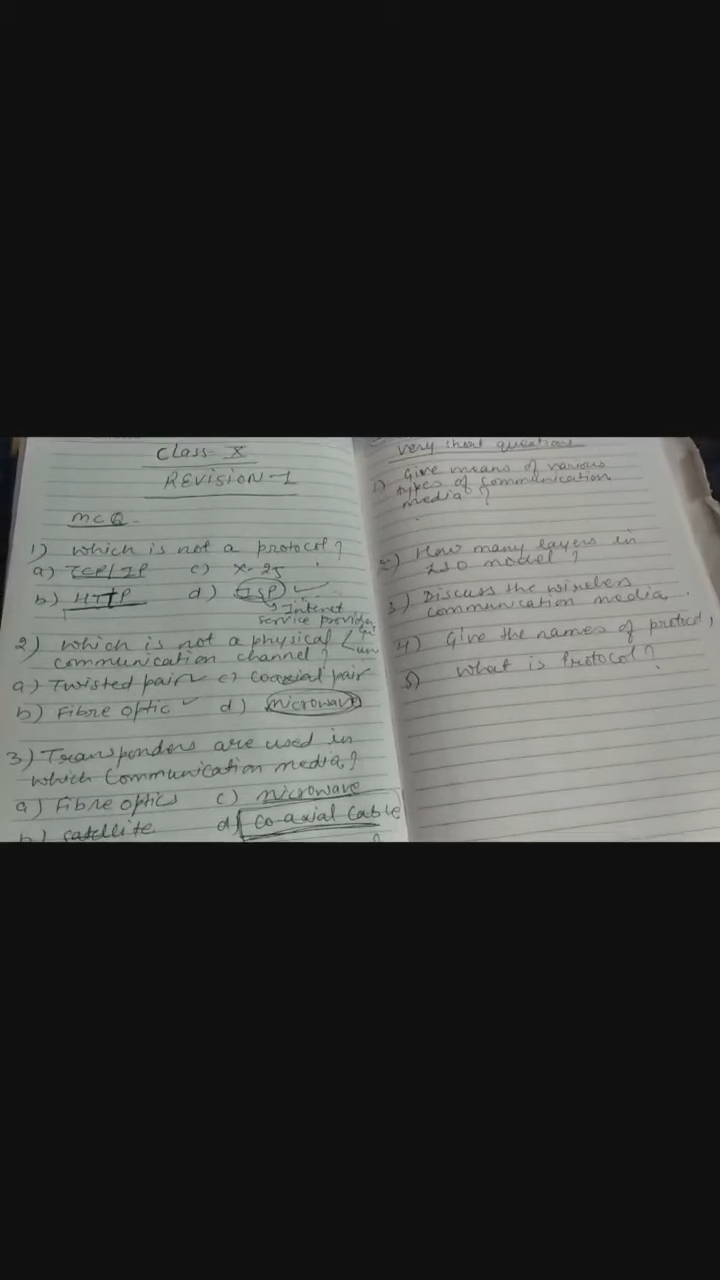 Class- X
REVISION-1
MCQ.
1) which is not a protocol?
a) TCP/IP c) X-25
b) HTTP d) ISP
Internet
service provider
2) which is not a physical
communication channel?
a) Twisted pair c) Coaxial pair
b) Fibre optic d) microwave
3) Transponders are used in
which Communication media?
a) Fibre optics c) microwave
b) satellite d) co-axial Cable
very short questions
1) Give means of various
types of communication
media?
2) How many layers in
ISO model?
3) Discuss the wireless
communication media.
4) Give the names of protocol,
5) What is Protocol?